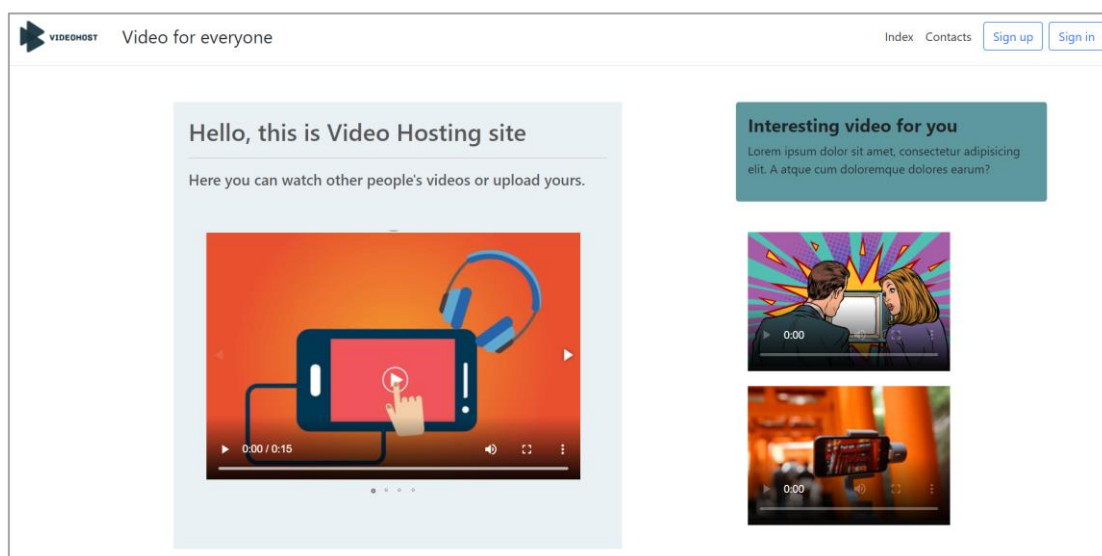 VIDEOHOST
Video for everyone
Index
Contacts
Sign up
Sign in
Hello, this is Video Hosting site
Here you can watch other people's videos or upload yours.
0:00 / 0:15
Interesting video for you
Lorem ipsum dolor sit amet, consectetur adipisicing
elit. A atque cum doloremque dolores earum?
0:00
0:00